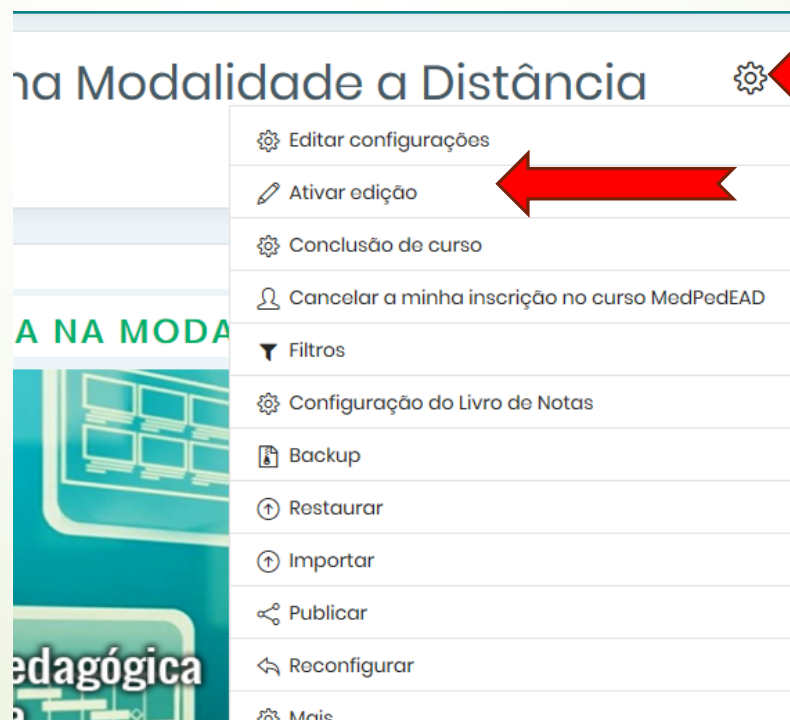 na Modalidade a Distância
Editar configurações
Ativar edição
Conclusão de curso
Cancelar a minha inscrição no curso MedPedEAD
A NA MODA
Filtros
Configuração do Livro de Notas
Backup
Restaurar
Importar
Publicar
edagógica
Reconfigurar
Mais